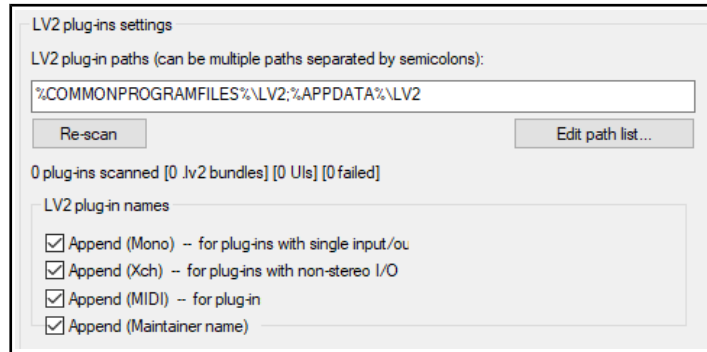 LV2 plug-ins settings
LV2 plug-in paths (can be multiple paths separated by semicolons):
%COMMONPROGRAMFILES%\LV2;%APPDATA%\LV2
Re-scan Edit path list...
0 plug-ins scanned [0 .lv2 bundles] [0 UIs] [0 failed]
LV2 plug-in names
Append (Mono) -- for plug-ins with single input/ou
Append (Xch) -- for plug-ins with non-stereo I/O
Append (MIDI) -- for plug-in
Append (Maintainer name)